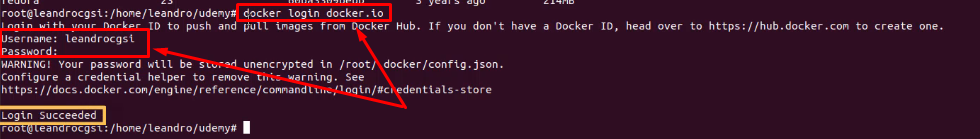 fedora 23 3 years ago 214MB
root@leandrocgsi:/home/leandro/udemy# docker login docker.io
Login with your Docker ID to push and pull images from Docker Hub. If you don't have a Docker ID, head over to https://hub.docker.com to create one.
Username: leandrocgsi
Password:
WARNING! Your password will be stored unencrypted in /root/.docker/config.json.
Configure a credential helper to remove this warning. See
https://docs.docker.com/engine/reference/commandline/login/#credentials-store
Login Succeeded
root@leandrocgsi:/home/leandro/udemy#